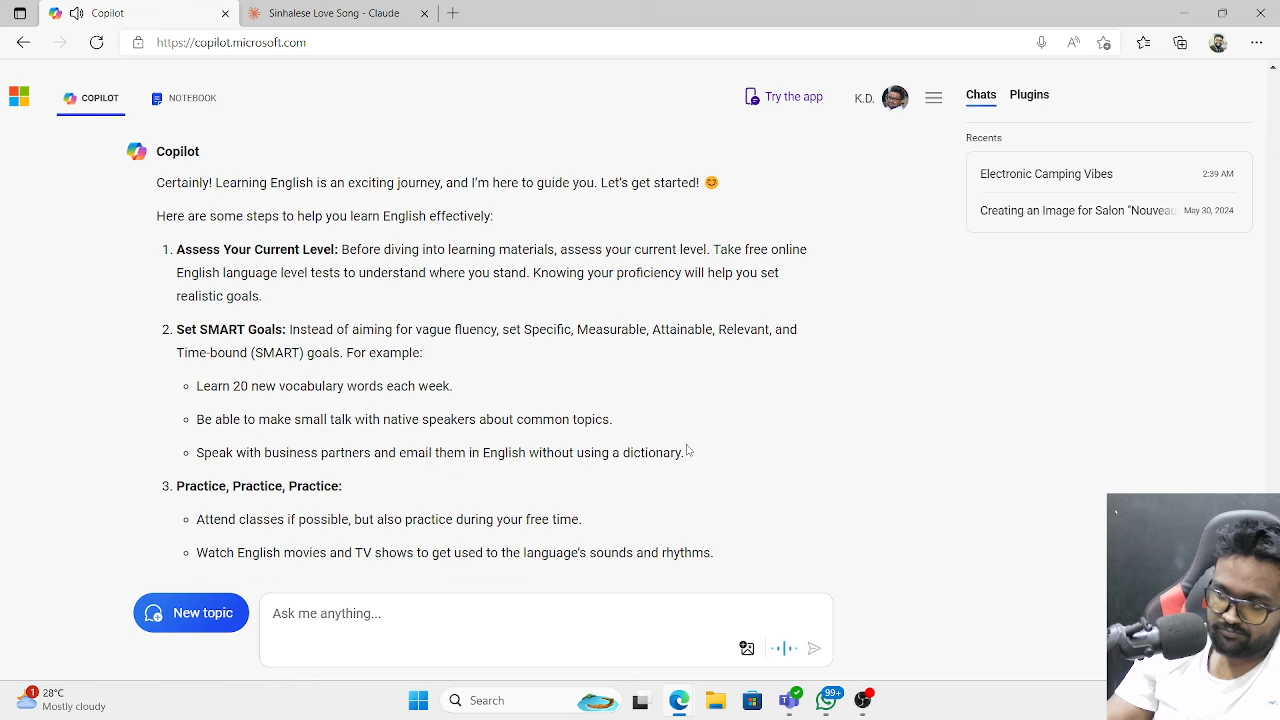 Copilot
Sinhalese Love Song - Claude
https://copilot.microsoft.com
COPILOT
NOTEBOOK
Try the app
K.D.
Chats Plugins
Recents
Electronic Camping Vibes 2:39 AM
Creating an Image for Salon "Nouveau May 30, 2024
Copilot
Certainly! Learning English is an exciting journey, and I'm here to guide you. Let's get started! 😊
Here are some steps to help you learn English effectively:
1. Assess Your Current Level: Before diving into learning materials, assess your current level. Take free online
English language level tests to understand where you stand. Knowing your proficiency will help you set
realistic goals.
2. Set SMART Goals: Instead of aiming for vague fluency, set Specific, Measurable, Attainable, Relevant, and
Time-bound (SMART) goals. For example:
Learn 20 new vocabulary words each week.
Be able to make small talk with native speakers about common topics.
Speak with business partners and email them in English without using a dictionary.
3. Practice, Practice, Practice:
Attend classes if possible, but also practice during your free time.
Watch English movies and TV shows to get used to the language's sounds and rhythms.
New topic
Ask me anything...
1
28°C
Mostly cloudy
Search
99+